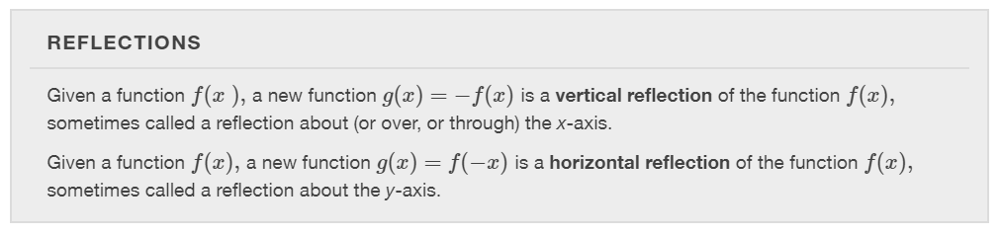 REFLECTIONS
Given a function f(x ), a new function g(x) = −f(x) is a vertical reflection of the function f(x),
sometimes called a reflection about (or over, or through) the x-axis.
Given a function f(x), a new function g(x) = f(−x) is a horizontal reflection of the function f(x),
sometimes called a reflection about the y-axis.